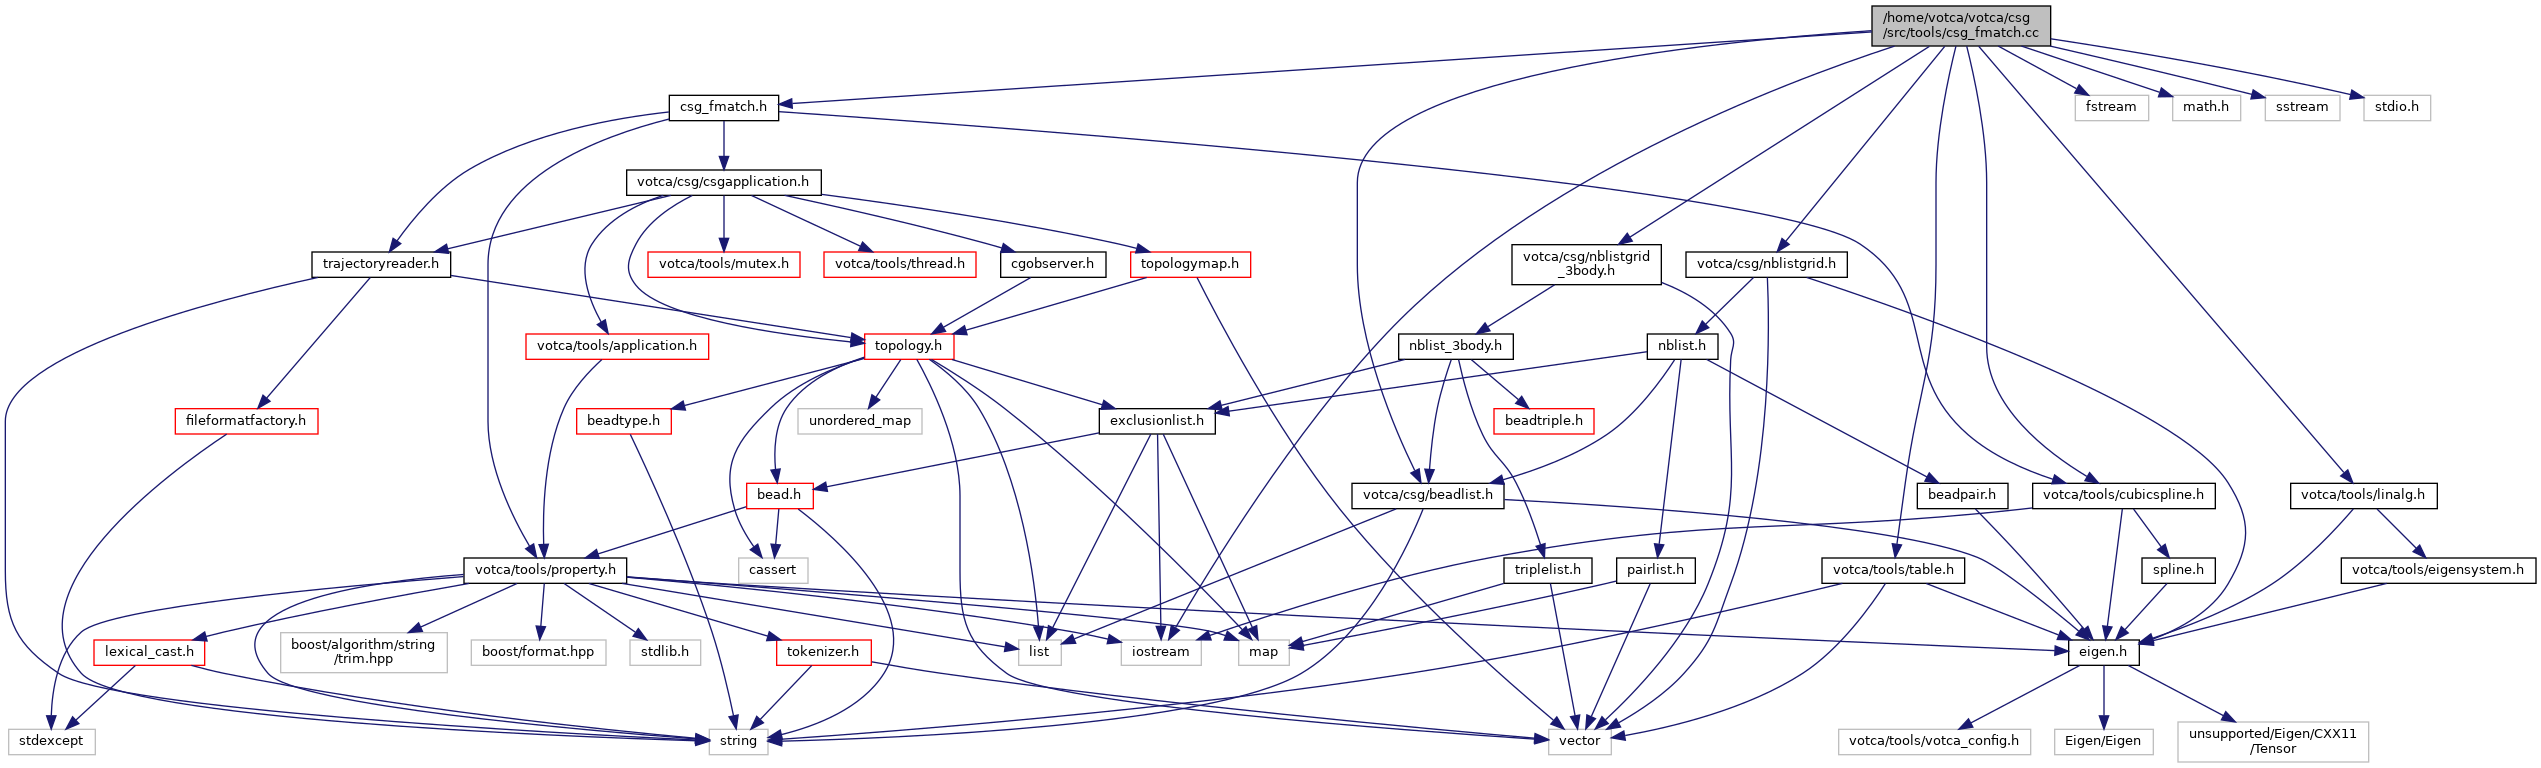 /home/votca/votca/csg
/src/tools/csg_fmatch.cc
csg_fmatch.h
fstream
math.h
sstream
stdio.h
votca/csg/csgapplication.h
trajectoryreader.h
votca/tools/mutex.h
votca/tools/thread.h
cgobserver.h
topologymap.h
votca/csg/nblistgrid
_3body.h
votca/csg/nblistgrid.h
votca/tools/application.h
topology.h
nblist_3body.h
nblist.h
fileformatfactory.h
beadtype.h
unordered_map
exclusionlist.h
beadtriple.h
bead.h
votca/csg/beadlist.h
beadpair.h
votca/tools/cubicspline.h
votca/tools/linalg.h
votca/tools/property.h
cassert
triplelist.h
pairlist.h
votca/tools/table.h
spline.h
votca/tools/eigensystem.h
lexical_cast.h
boost/algorithm/string
/trim.hpp
boost/format.hpp
stdlib.h
tokenizer.h
list
iostream
map
eigen.h
stdexcept
string
vector
votca/tools/votca_config.h
Eigen/Eigen
unsupported/Eigen/CXX11
/Tensor